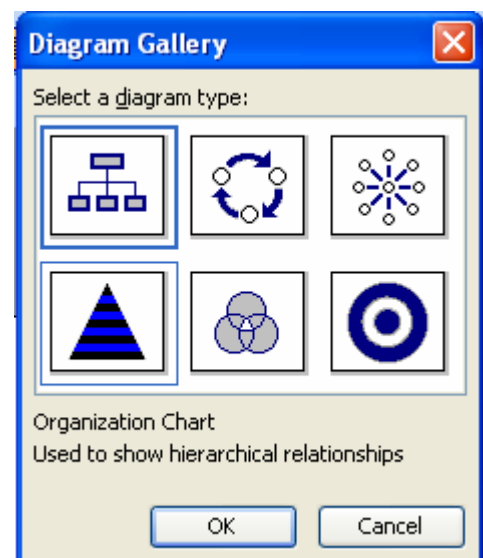 Diagram Gallery
Select a diagram type:
Organization Chart
Used to show hierarchical relationships
OK
Cancel